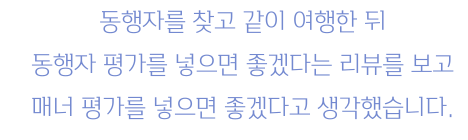 동행자를 찾고 같이 여행한 뒤
동행자 평가를 넣으면 좋겠다는 리뷰를 보고
매너 평가를 넣으면 좋겠다고 생각했습니다.